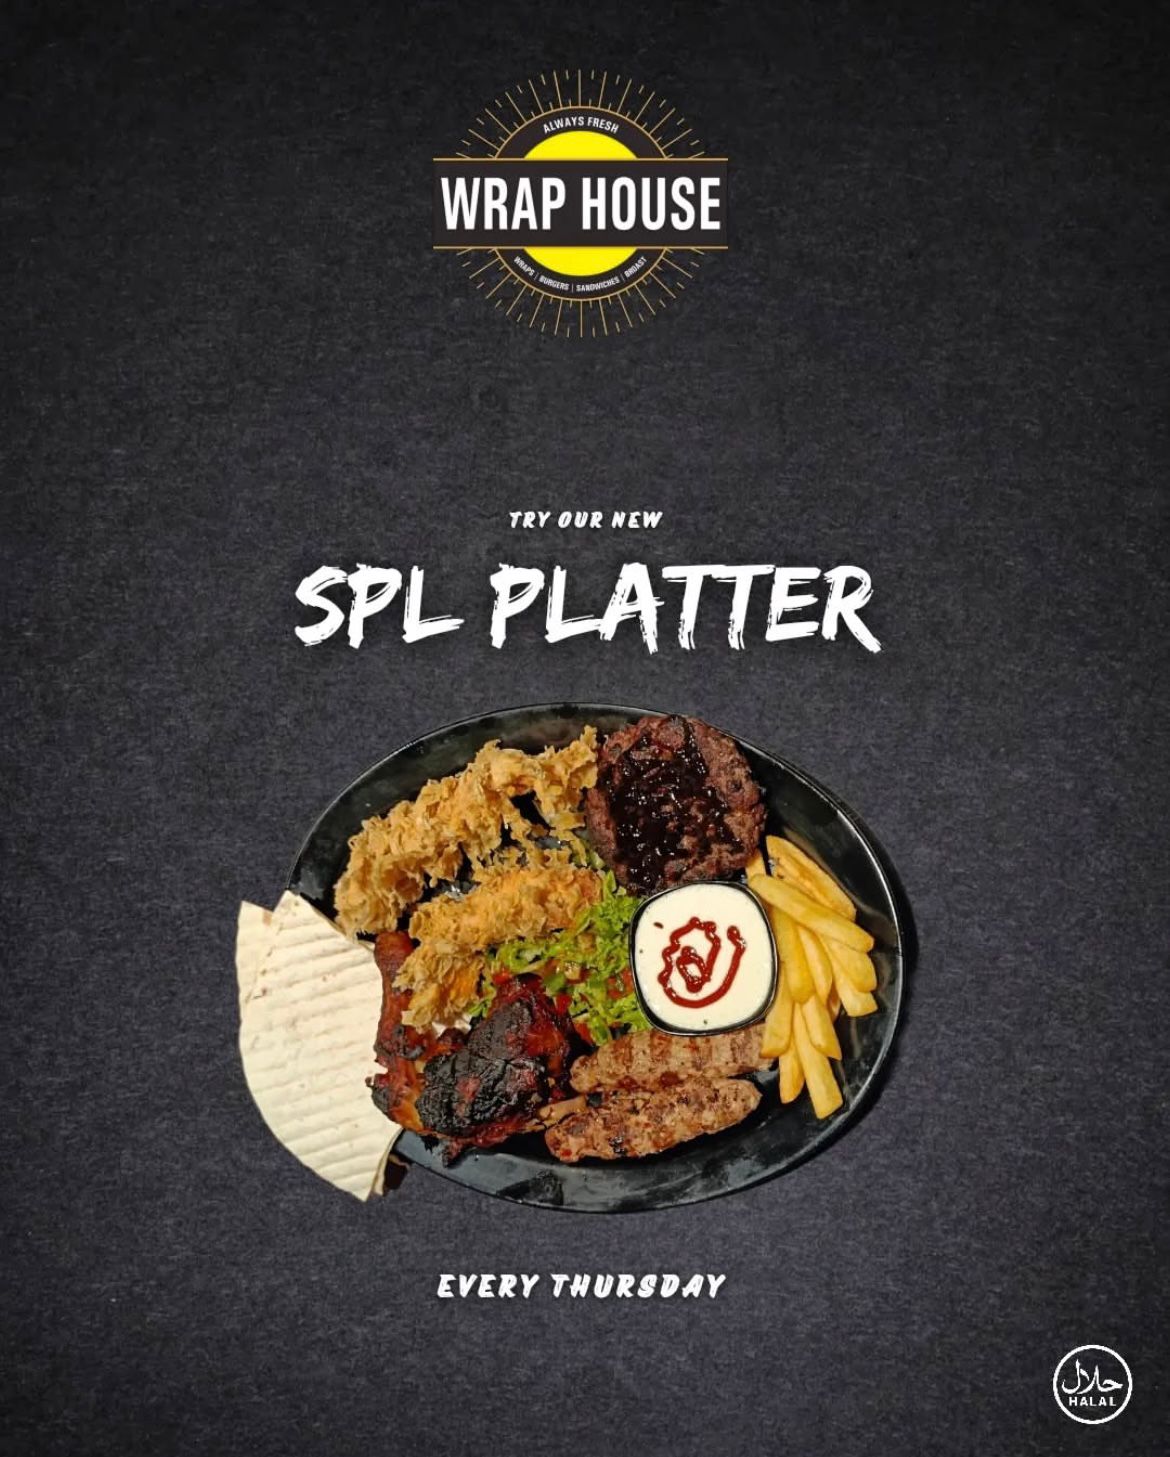 ALWAYS FRESH
WRAP HOUSE
WRAPS | BURGERS | SANDWICHES | BROAST
TRY OUR NEW
SPL PLATTER
EVERY THURSDAY
حلال
HALAL